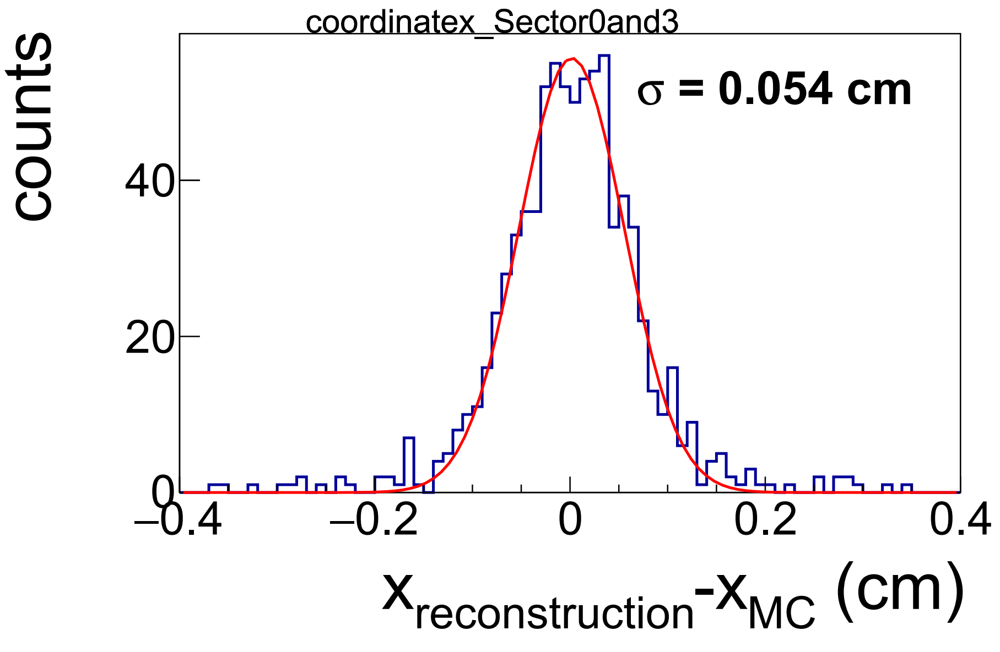 coordinatex_Sector0and3
counts
σ = 0.054 cm
40
20
0
−0.4 −0.2 0 0.2 0.4
x_reconstruction-x_MC (cm)